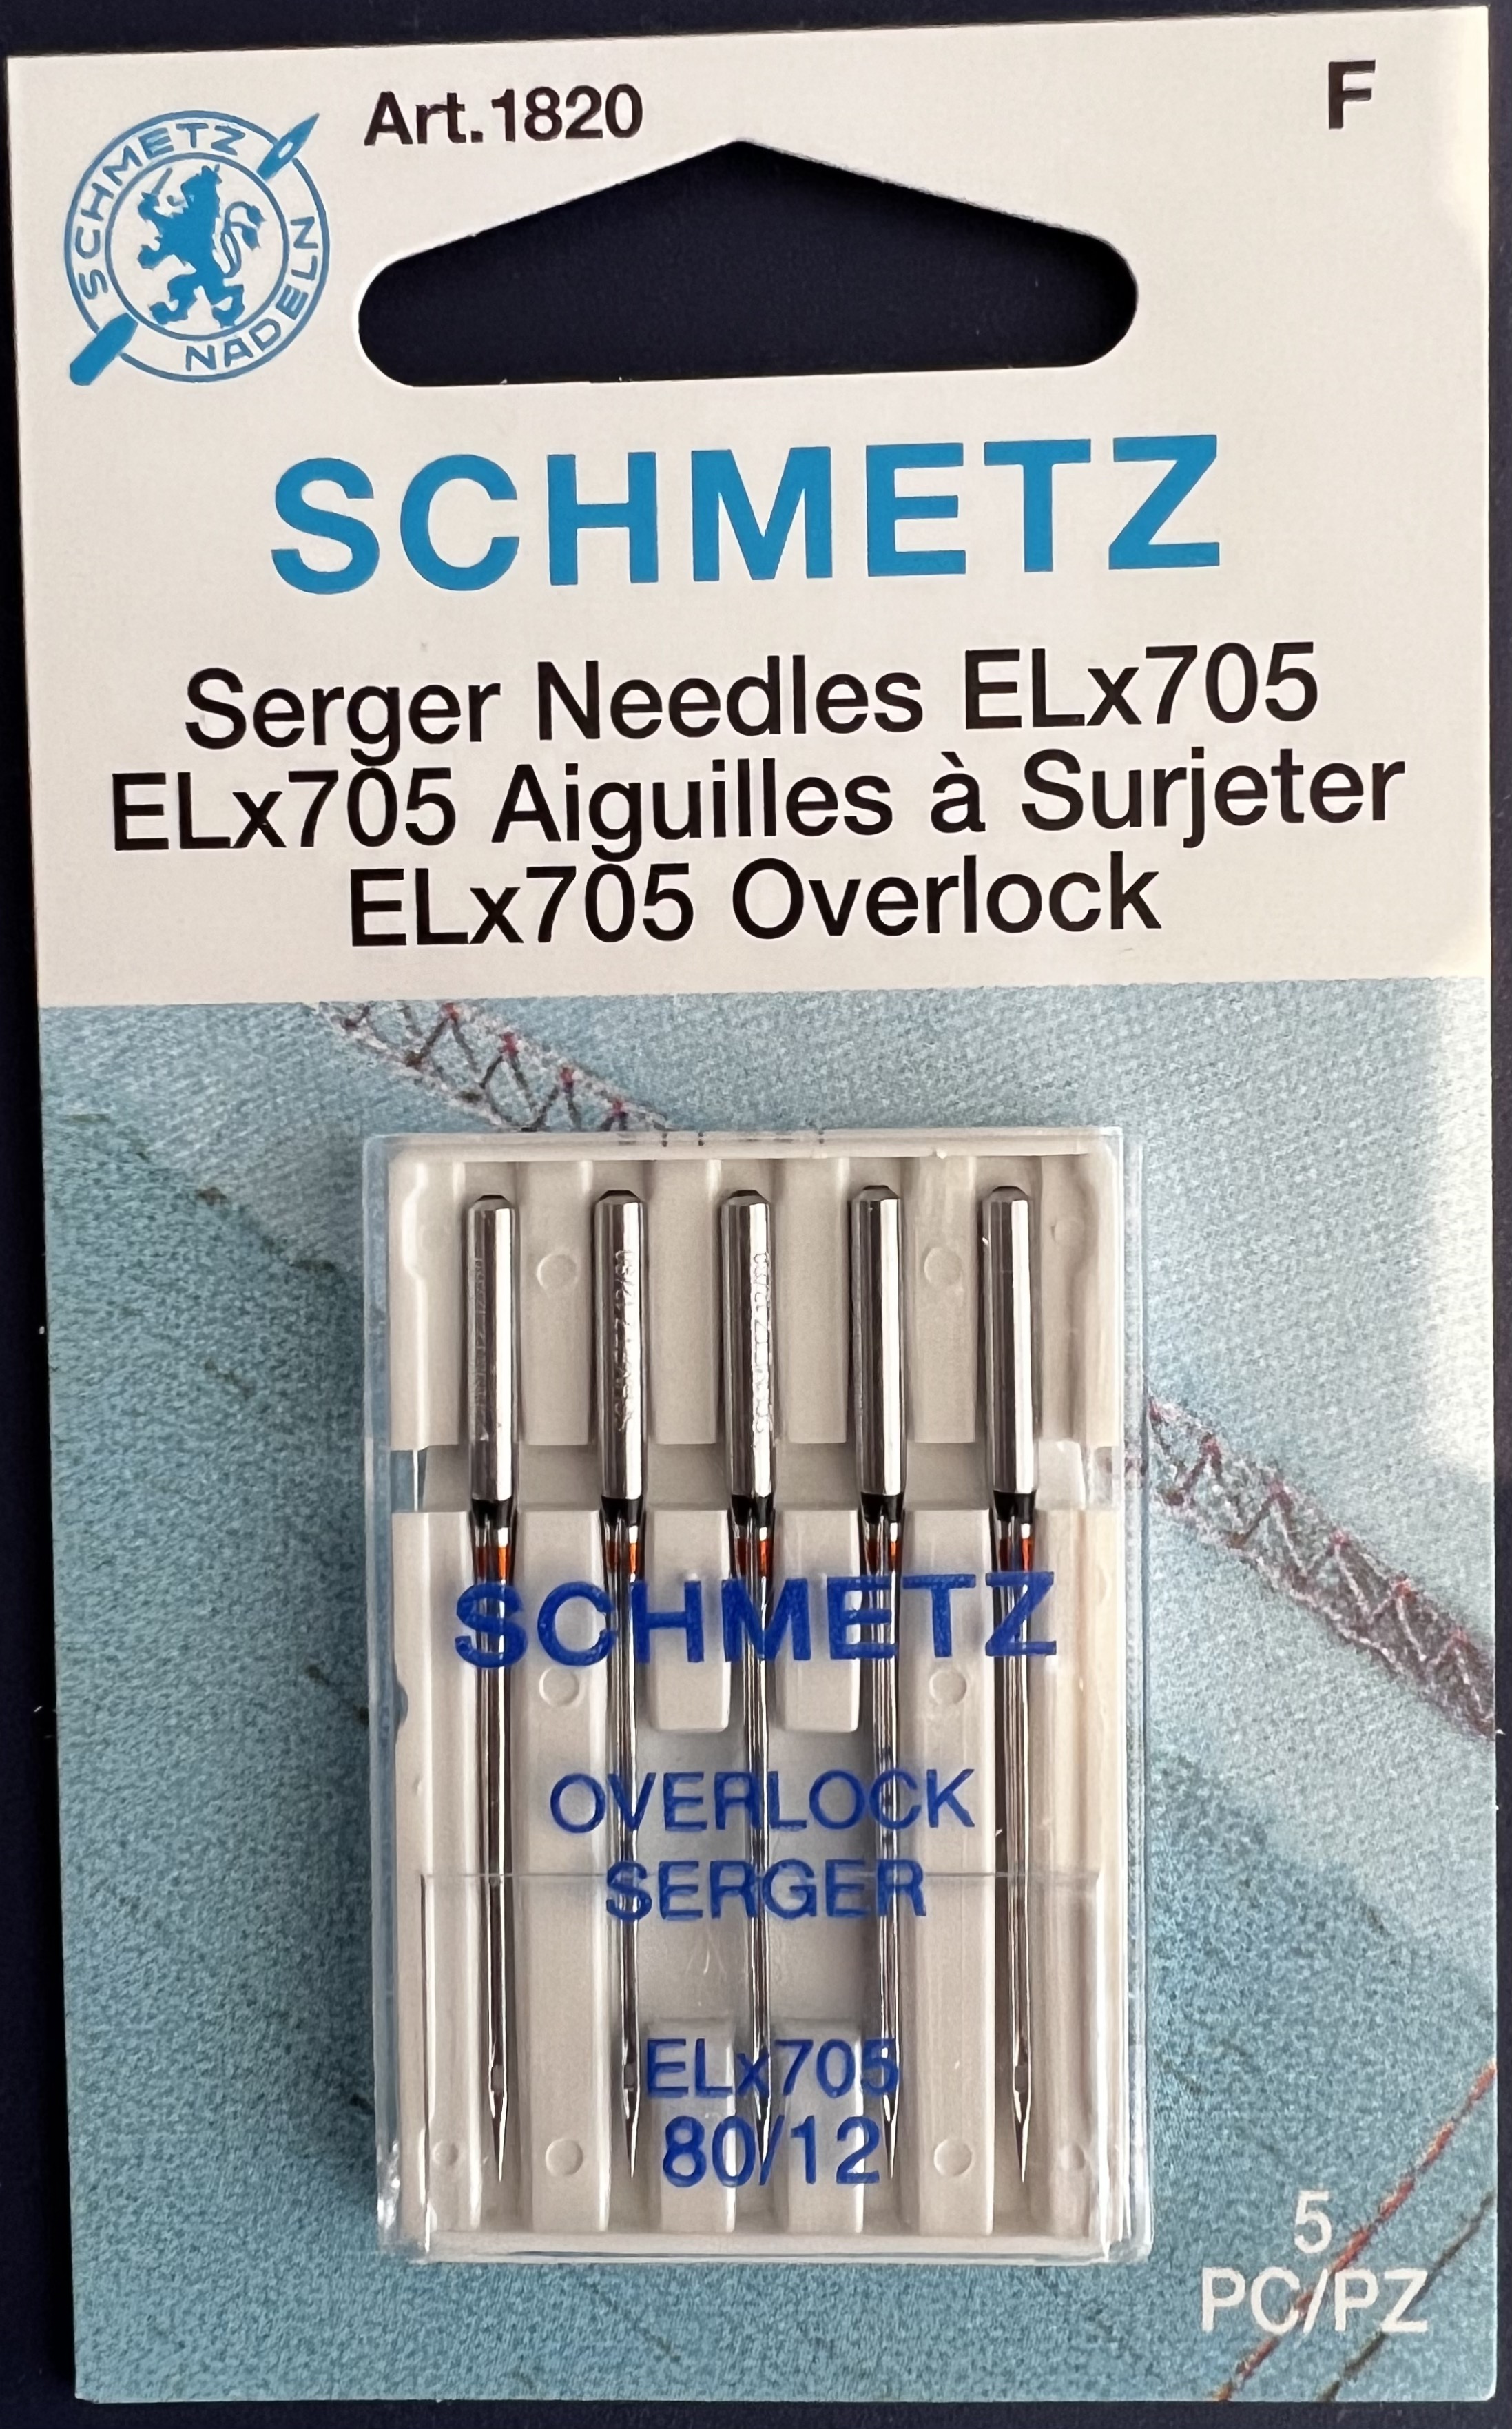 Art.1820
F
SCHMETZ
NADELN
SCHMETZ
Serger Needles ELx705
ELx705 Aiguilles à Surjeter
ELx705 Overlock
SCHMETZ
OVERLOCK
SERGER
ELx705
80/12
5
PC/PZ